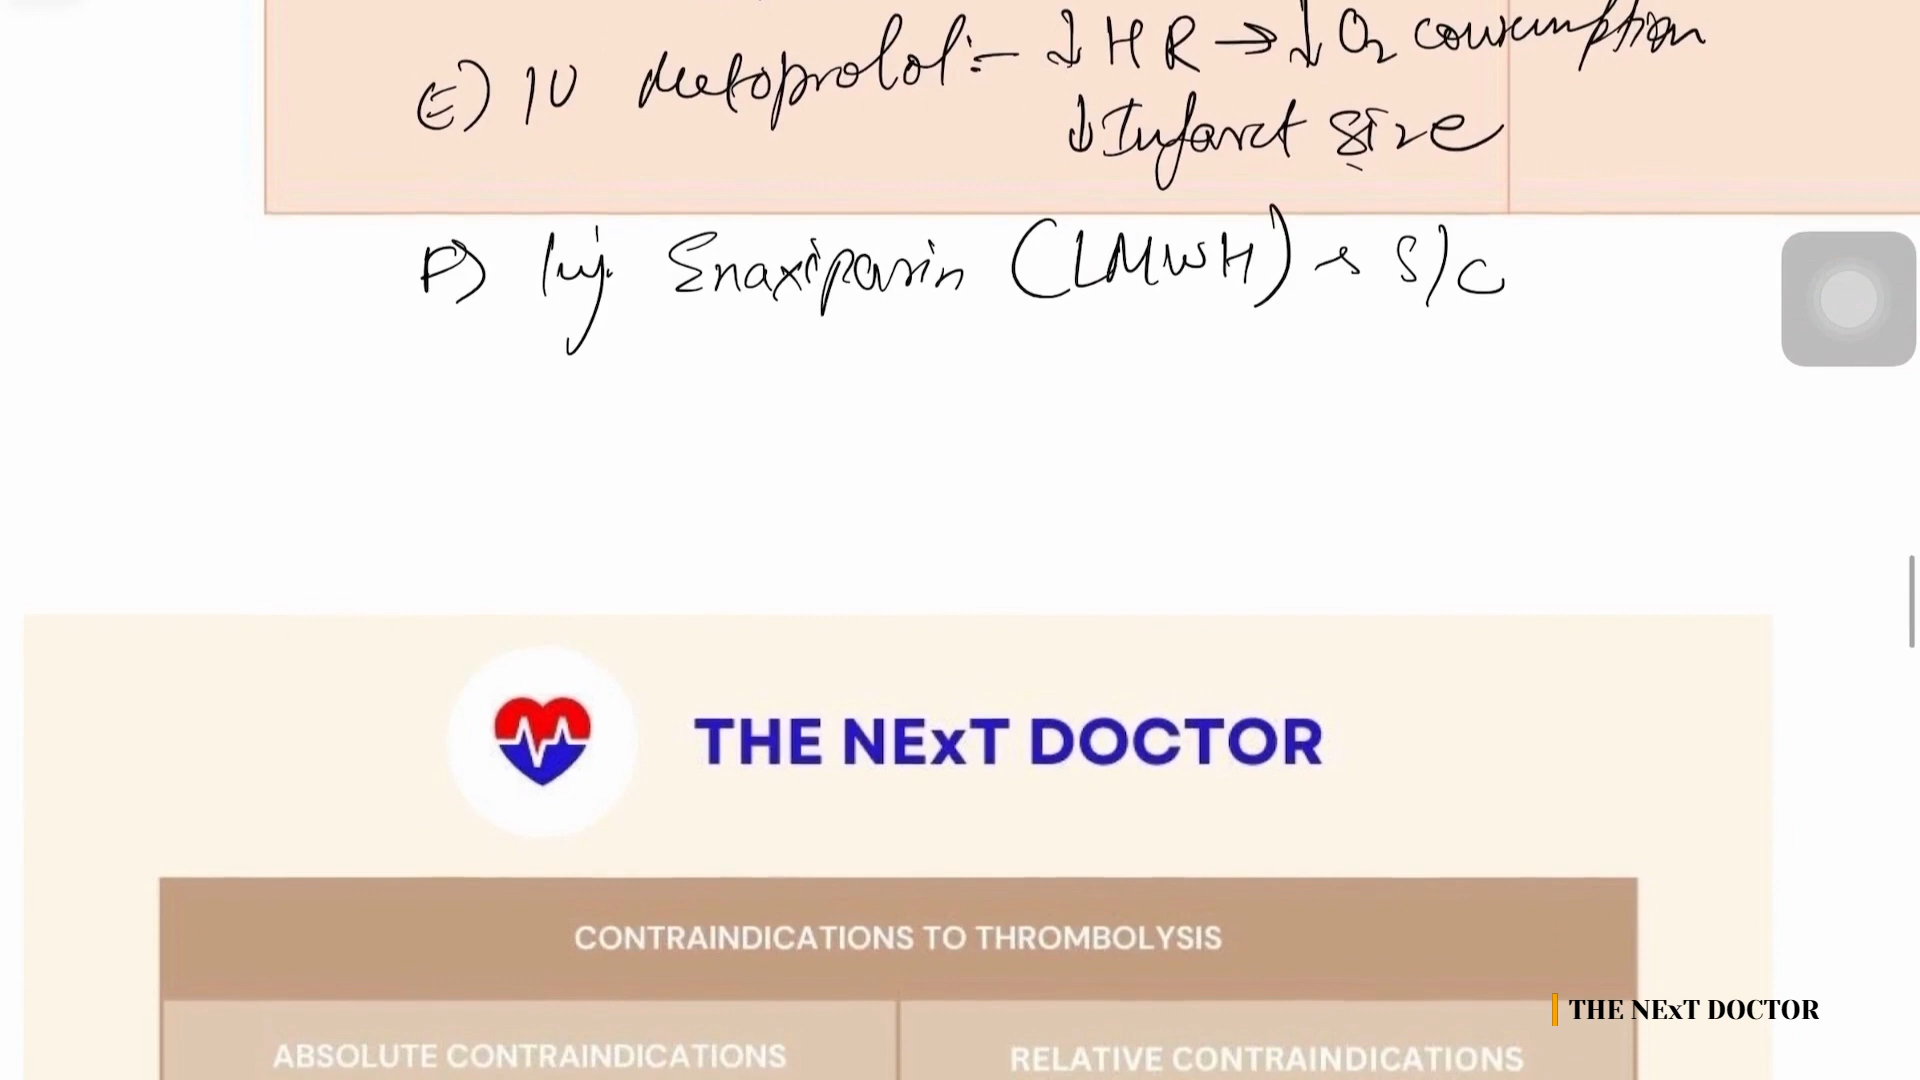 E) IV Metoprolol :- ↓ HR → ↓ O2 consumption
↓ Infarct size
F) Inj. Enaxiparin (LMWH) → S/C
THE NExT DOCTOR
CONTRAINDICATIONS TO THROMBOLYSIS
ABSOLUTE CONTRAINDICATIONS
RELATIVE CONTRAINDICATIONS
THE NExT DOCTOR